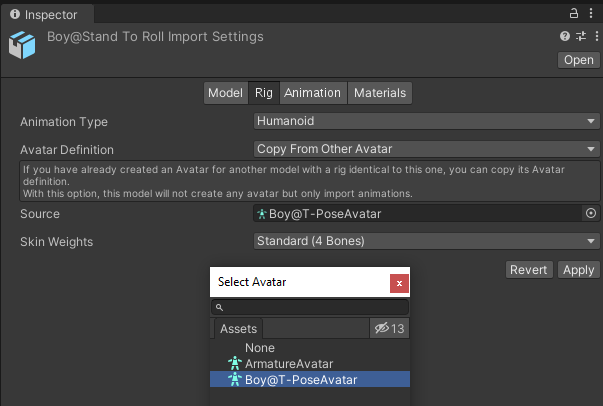 Inspector
Boy@Stand To Roll Import Settings
Open
Model Rig Animation Materials
Animation Type Humanoid
Avatar Definition Copy From Other Avatar
If you have already created an Avatar for another model with a rig identical to this one, you can copy its Avatar
definition.
With this option, this model will not create any avatar but only import animations.
Source Boy@T-PoseAvatar
Skin Weights Standard (4 Bones)
Revert Apply
Select Avatar x
Assets 13
None
ArmatureAvatar
Boy@T-PoseAvatar